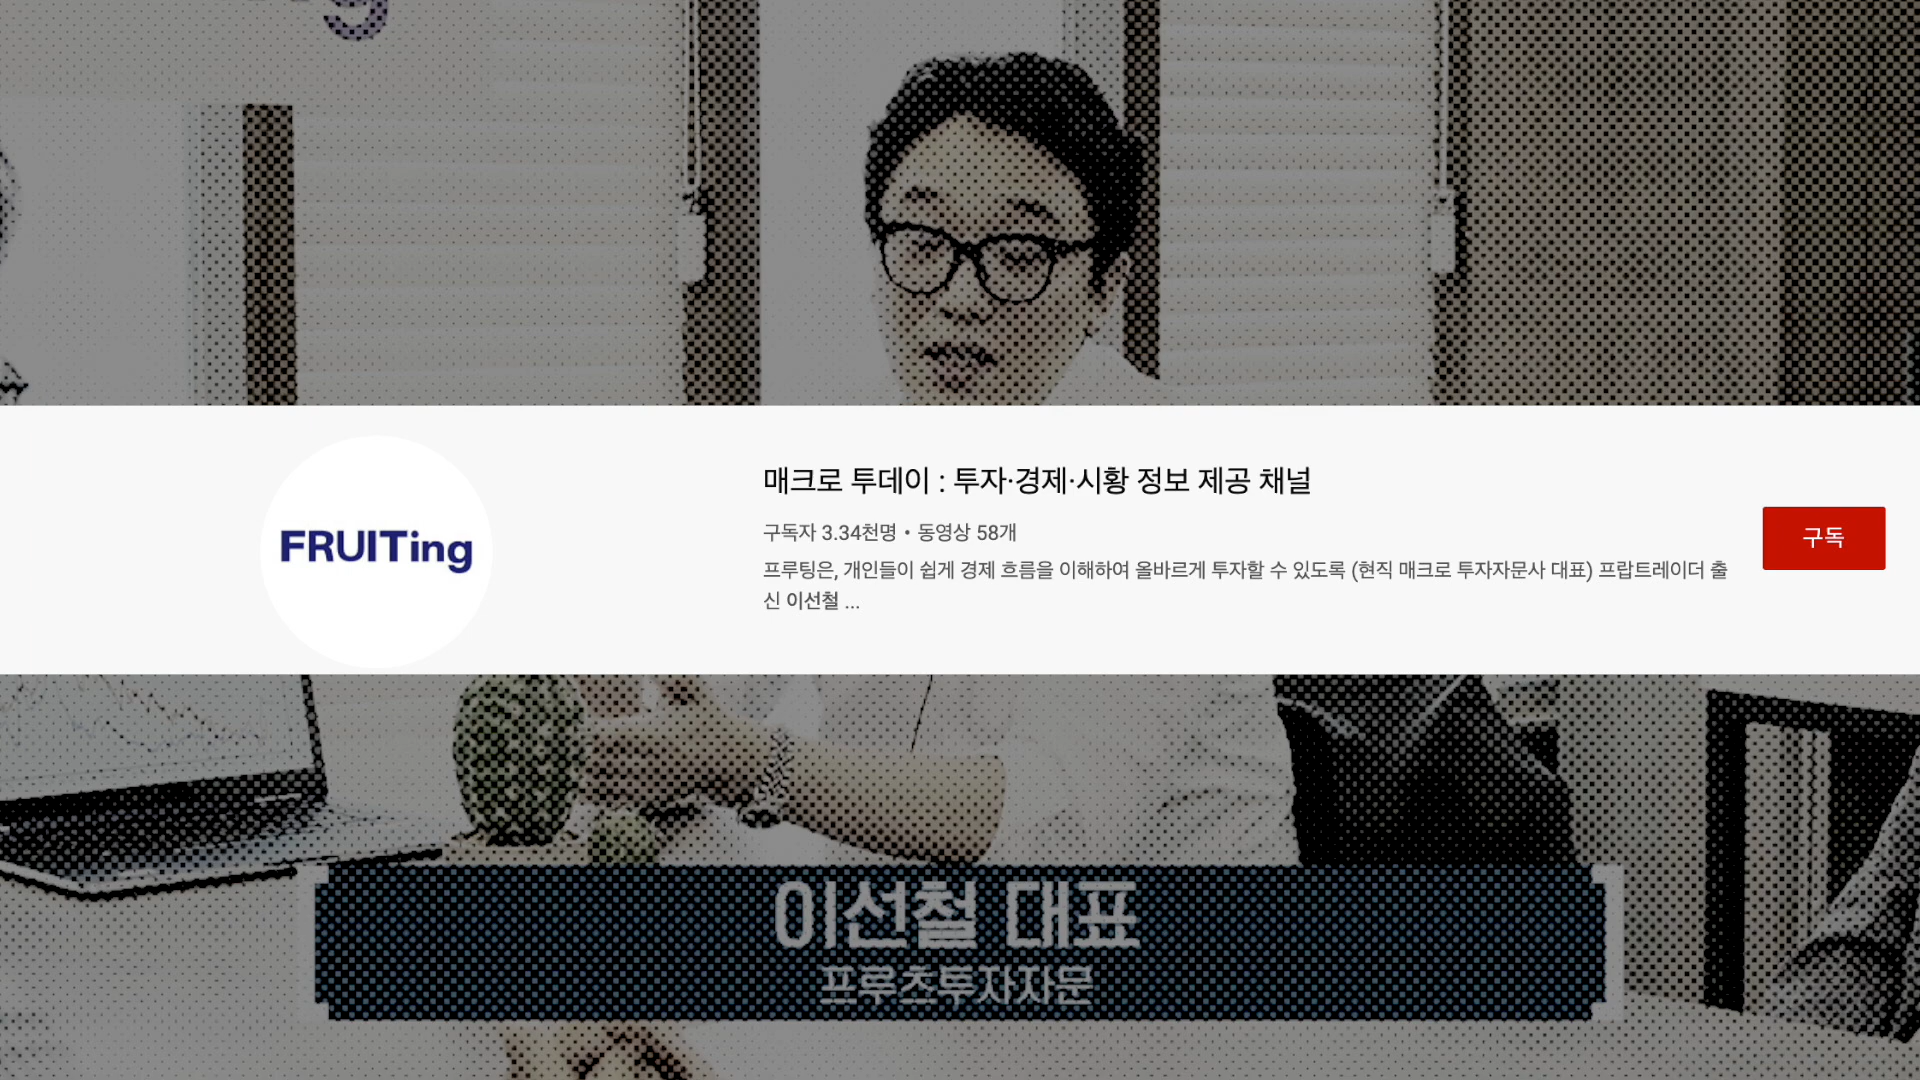 g
매크로 투데이 : 투자·경제·시황 정보 제공 채널
구독자 3.34천명 • 동영상 58개
프루팅은, 개인들이 쉽게 경제 흐름을 이해하여 올바르게 투자할 수 있도록 (현직 매크로 투자자문사 대표) 프랍트레이더 출
신 이선철 ...
FRUITing
구독
이선철 대표
프루츠투자자문